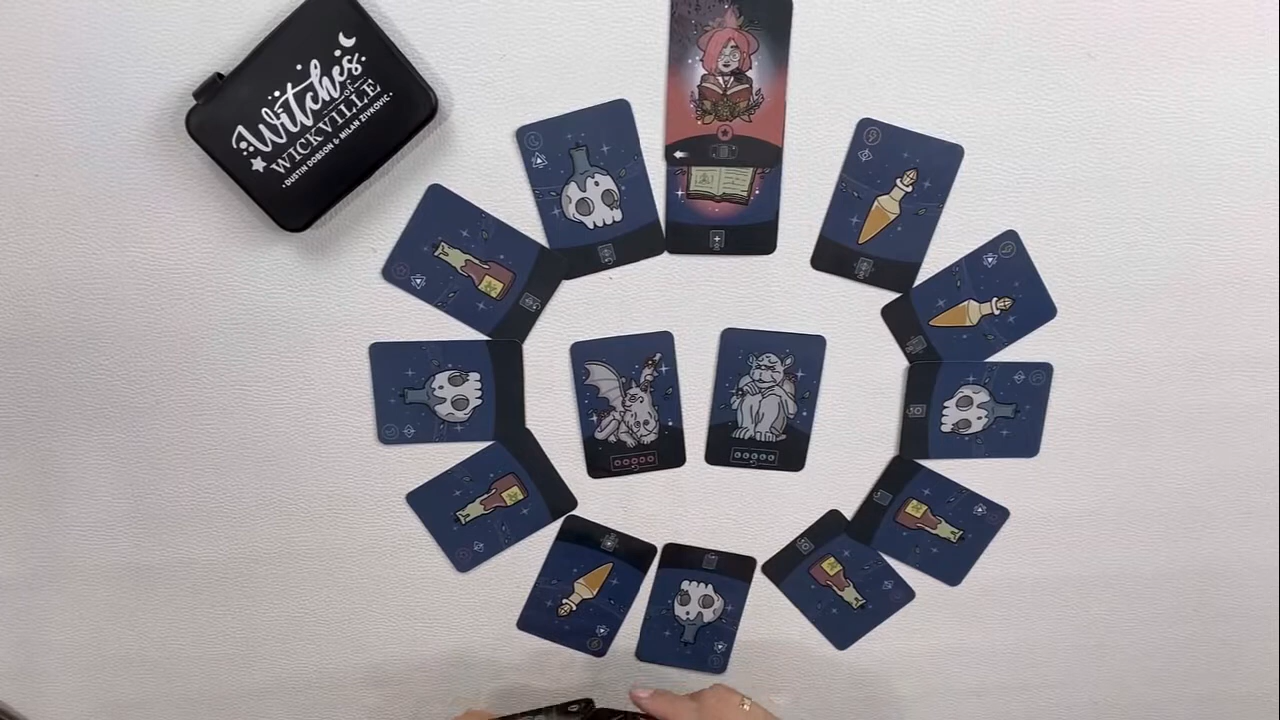 Witches
of
WICKVILLE
• DUSTIN DOBSON & MILAN ZIVKOVIC •